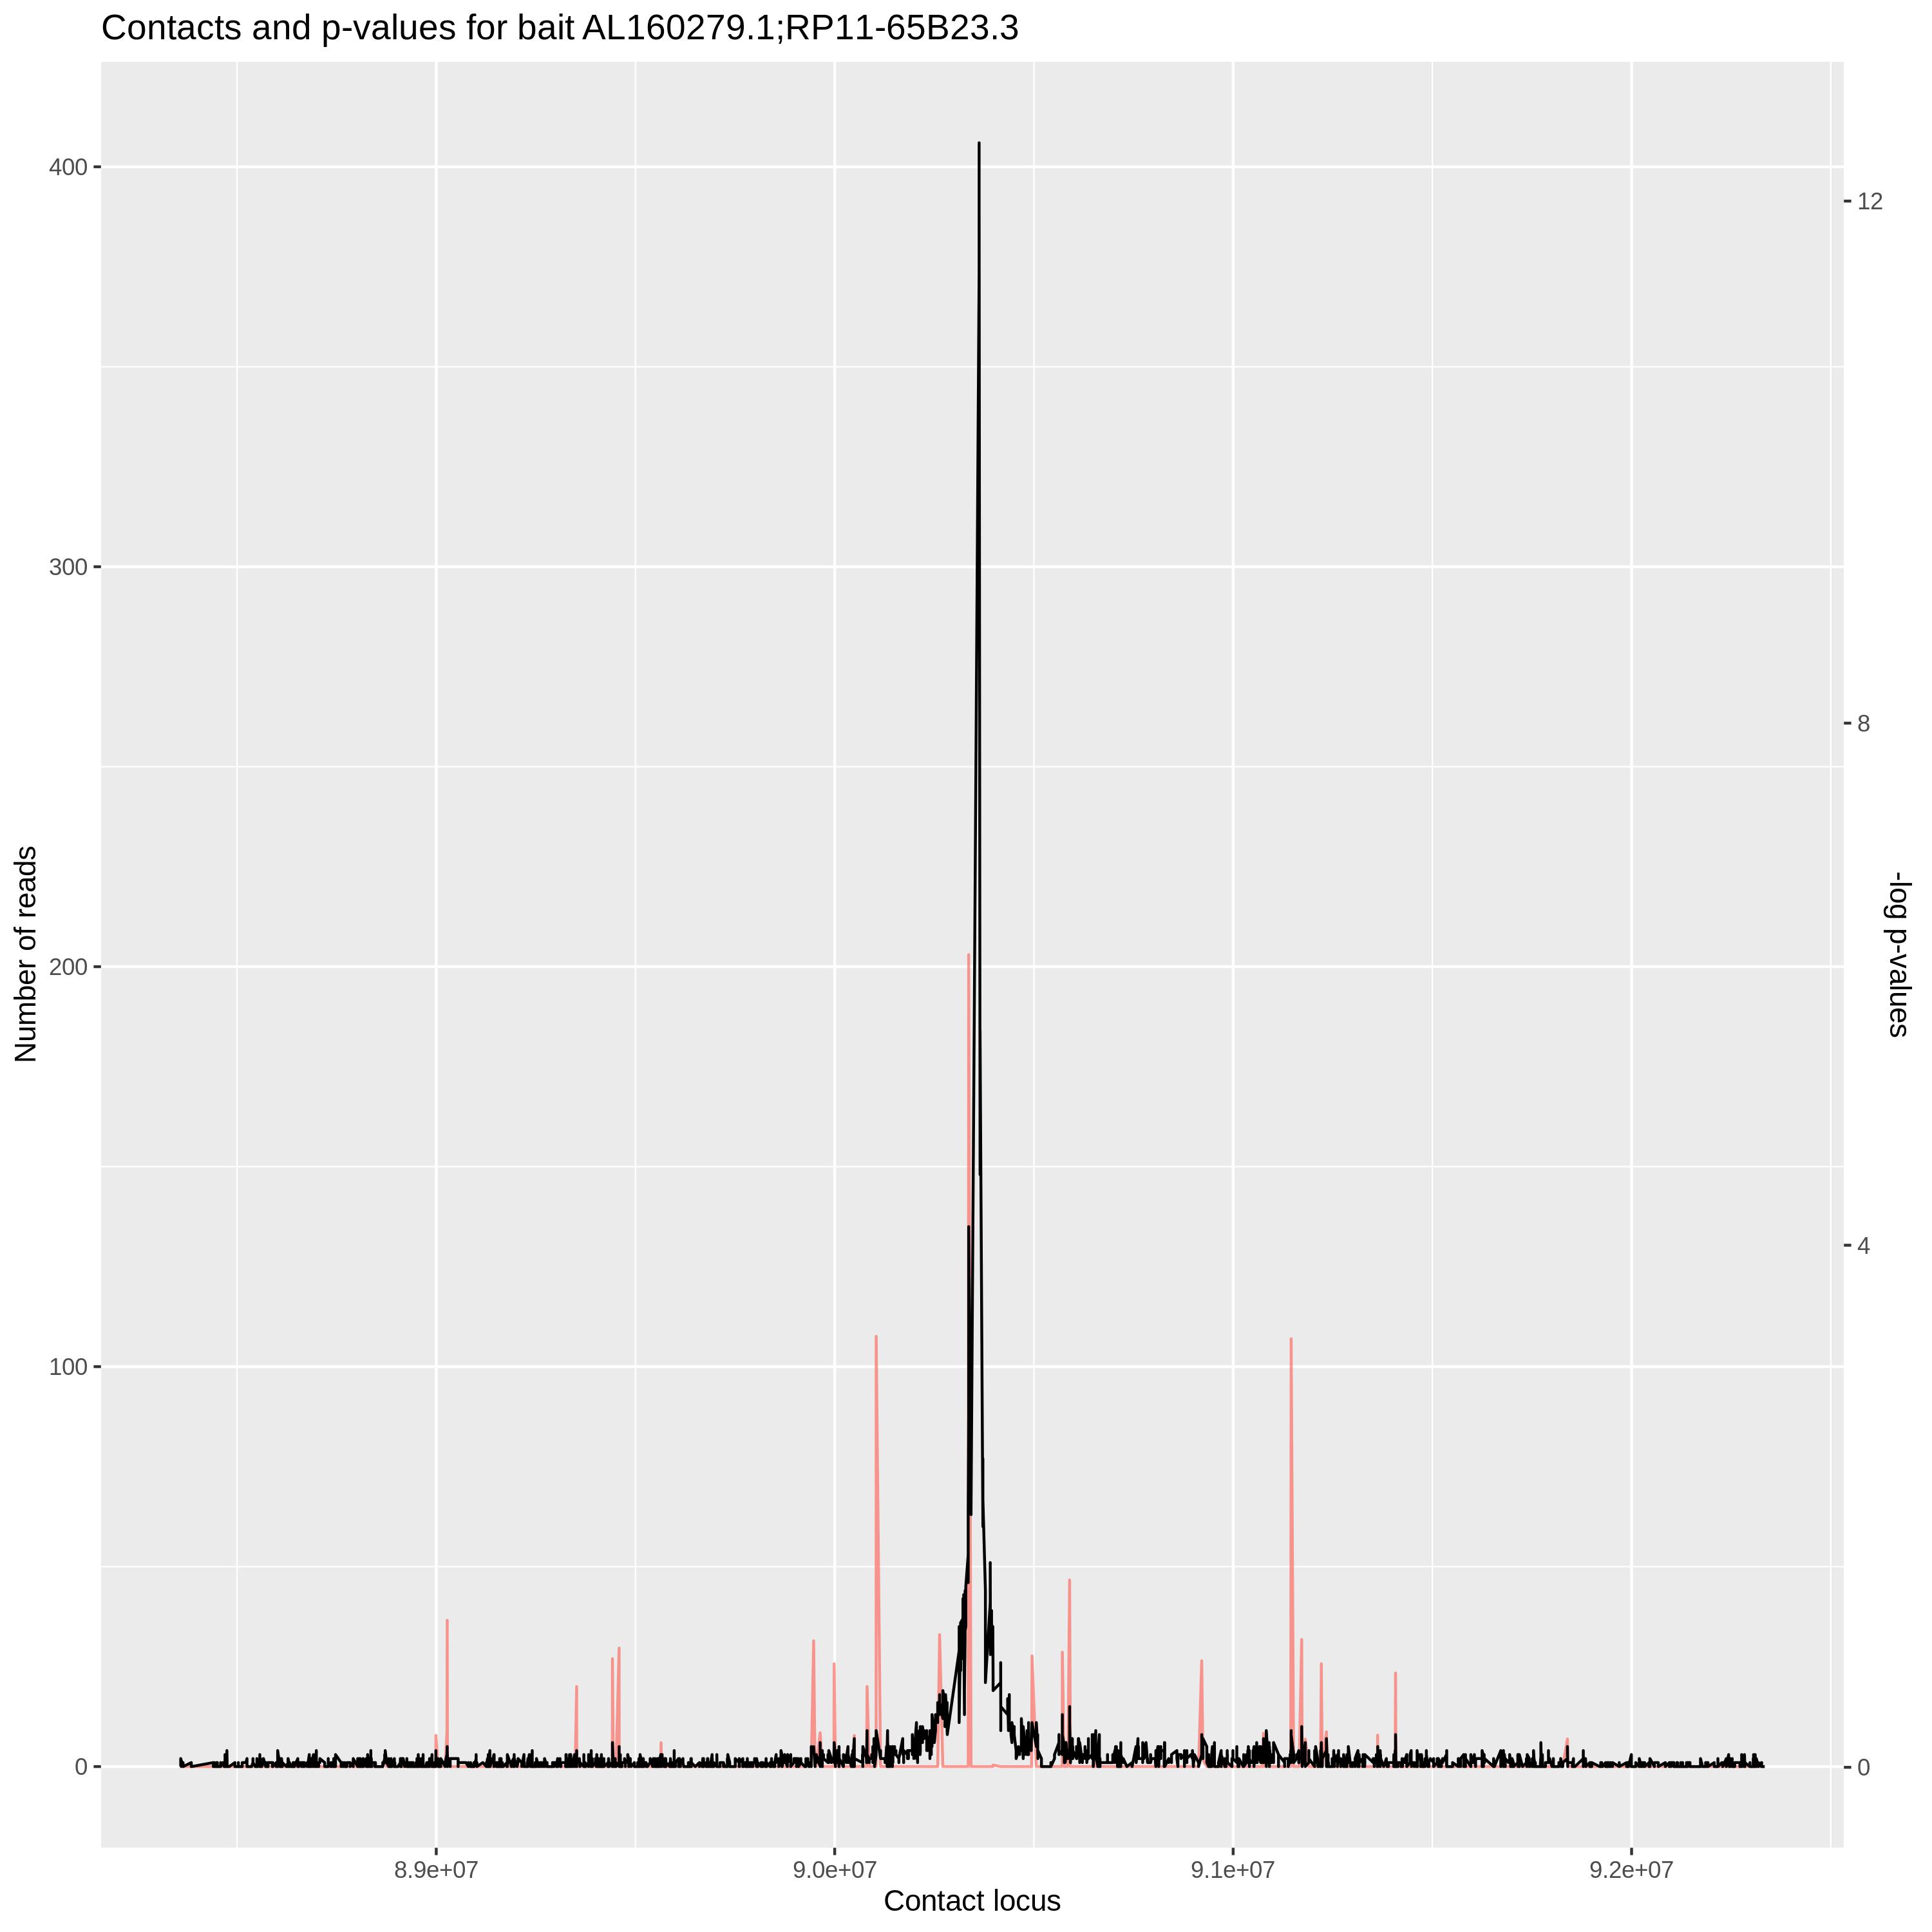 Contacts and p-values for bait AL160279.1;RP11-65B23.3
400
300
200
100
0
12
8
4
0
Number of reads
-log p-values
8.9e+07
9.0e+07
9.1e+07
9.2e+07
Contact locus